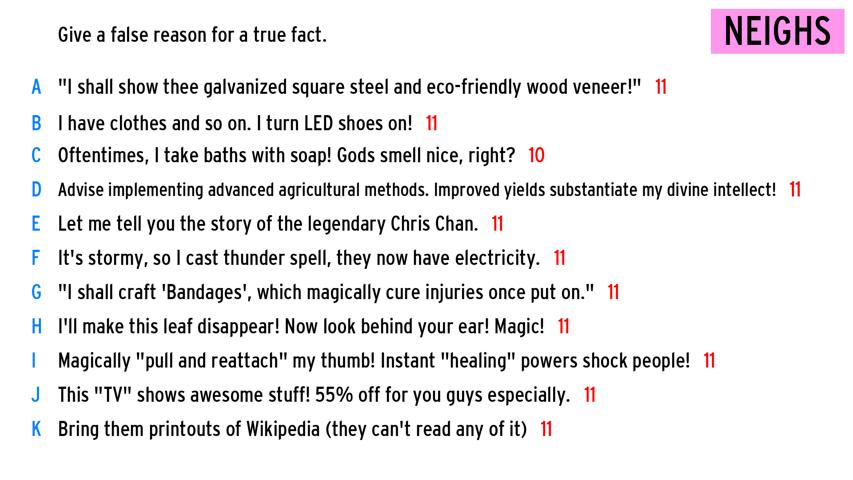 Give a false reason for a true fact.
NEIGHS
A "I shall show thee galvanized square steel and eco-friendly wood veneer!" 11
B I have clothes and so on. I turn LED shoes on! 11
C Oftentimes, I take baths with soap! Gods smell nice, right? 10
D Advise implementing advanced agricultural methods. Improved yields substantiate my divine intellect! 11
E Let me tell you the story of the legendary Chris Chan. 11
F It's stormy, so I cast thunder spell, they now have electricity. 11
G "I shall craft 'Bandages', which magically cure injuries once put on." 11
H I'll make this leaf disappear! Now look behind your ear! Magic! 11
I Magically "pull and reattach" my thumb! Instant "healing" powers shock people! 11
J This "TV" shows awesome stuff! 55% off for you guys especially. 11
K Bring them printouts of Wikipedia (they can't read any of it) 11